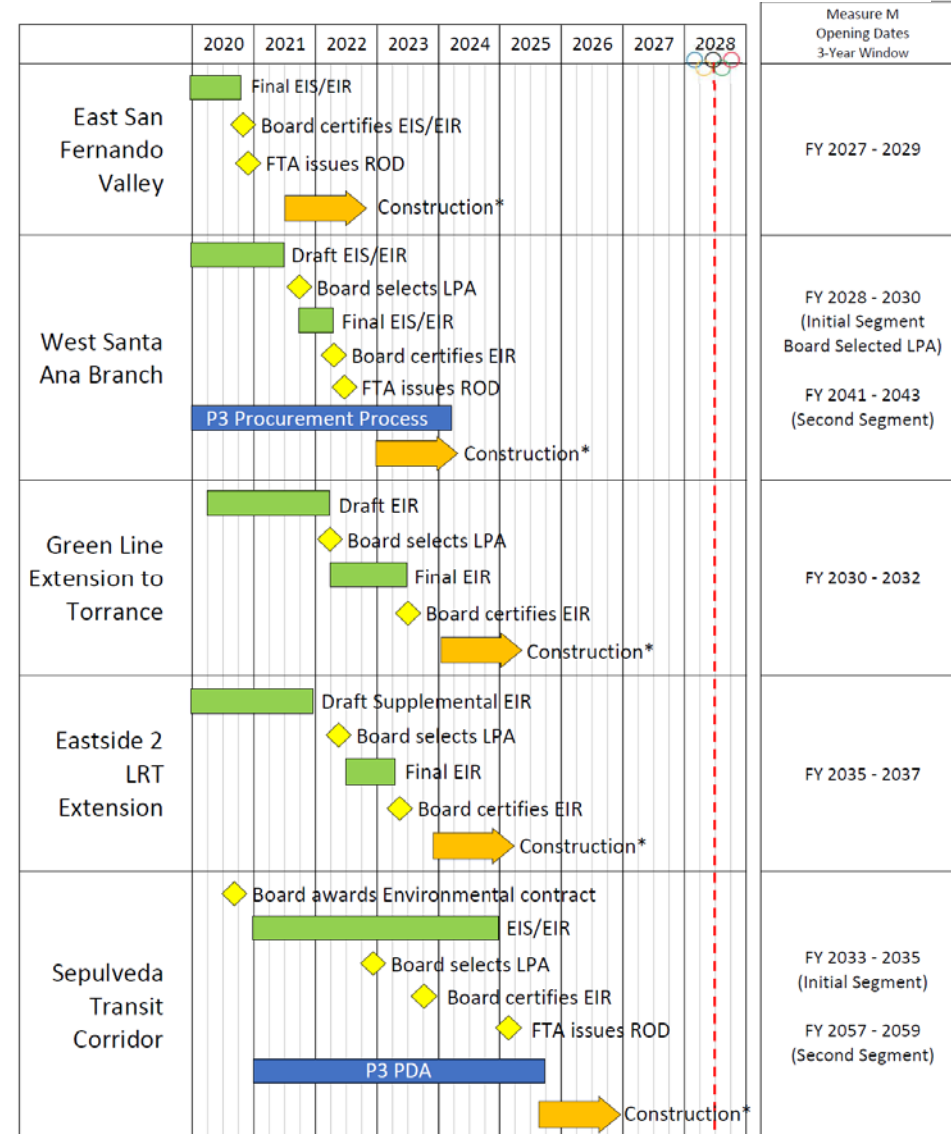 Measure M
Opening Dates
3-Year Window
2020 2021 2022 2023 2024 2025 2026 2027 2028
East San
Fernando
Valley
Final EIS/EIR
Board certifies EIS/EIR
FTA issues ROD
Construction*
FY 2027 - 2029
West Santa
Ana Branch
Draft EIS/EIR
Board selects LPA
Final EIS/EIR
Board certifies EIR
FTA issues ROD
P3 Procurement Process
Construction*
FY 2028 - 2030
(Initial Segment
Board Selected LPA)
FY 2041 - 2043
(Second Segment)
Green Line
Extension to
Torrance
Draft EIR
Board selects LPA
Final EIR
Board certifies EIR
Construction*
FY 2030 - 2032
Eastside 2
LRT
Extension
Draft Supplemental EIR
Board selects LPA
Final EIR
Board certifies EIR
Construction*
FY 2035 - 2037
Sepulveda
Transit
Corridor
Board awards Environmental contract
EIS/EIR
Board selects LPA
Board certifies EIR
FTA issues ROD
P3 PDA
Construction*
FY 2033 - 2035
(Initial Segment)
FY 2057 - 2059
(Second Segment)